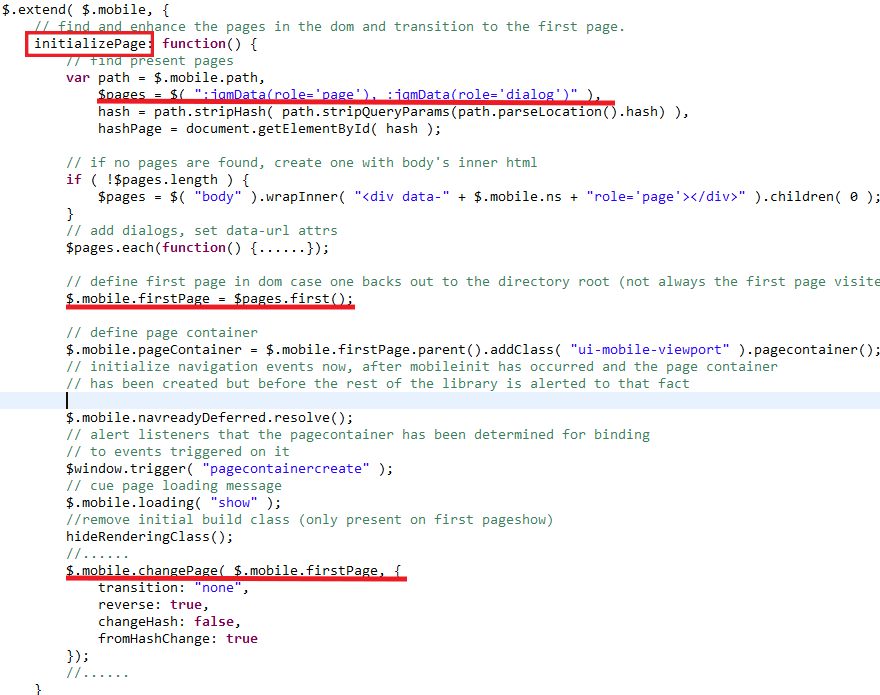 $.extend( $.mobile, {
// find and enhance the pages in the dom and transition to the first page.
initializePage: function() {
// find present pages
var path = $.mobile.path,
$pages = $( ":jqmData(role='page'), :jqmData(role='dialog')" ),
hash = path.stripHash( path.stripQueryParams(path.parseLocation().hash) ),
hashPage = document.getElementById( hash );
// if no pages are found, create one with body's inner html
if ( !$pages.length ) {
$pages = $( "body" ).wrapInner( "<div data-" + $.mobile.ns + "role='page'></div>" ).children( 0 );
}
// add dialogs, set data-url attrs
$pages.each(function() {......});
// define first page in dom case one backs out to the directory root (not always the first page visite
$.mobile.firstPage = $pages.first();
// define page container
$.mobile.pageContainer = $.mobile.firstPage.parent().addClass( "ui-mobile-viewport" ).pagecontainer();
// initialize navigation events now, after mobileinit has occurred and the page container
// has been created but before the rest of the library is alerted to that fact
$.mobile.navreadyDeferred.resolve();
// alert listeners that the pagecontainer has been determined for binding
// to events triggered on it
$window.trigger( "pagecontainercreate" );
// cue page loading message
$.mobile.loading( "show" );
//remove initial build class (only present on first pageshow)
hideRenderingClass();
//......
$.mobile.changePage( $.mobile.firstPage, {
transition: "none",
reverse: true,
changeHash: false,
fromHashChange: true
});
//......
}